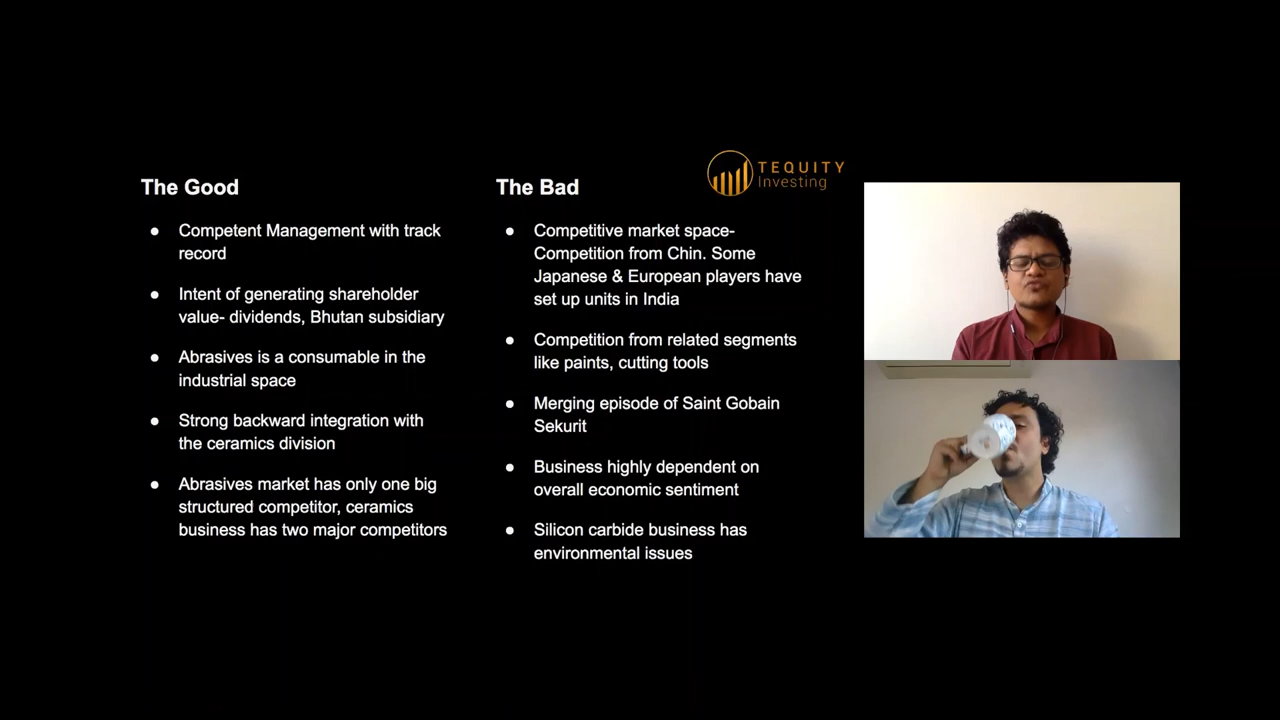 The Good
Competent Management with track
record
Intent of generating shareholder
value- dividends, Bhutan subsidiary
Abrasives is a consumable in the
industrial space
Strong backward integration with
the ceramics division
Abrasives market has only one big
structured competitor, ceramics
business has two major competitors
The Bad
Competitive market space-
Competition from Chin. Some
Japanese & European players have
set up units in India
Competition from related segments
like paints, cutting tools
Merging episode of Saint Gobain
Sekurit
Business highly dependent on
overall economic sentiment
Silicon carbide business has
environmental issues
TEQUITY
Investing